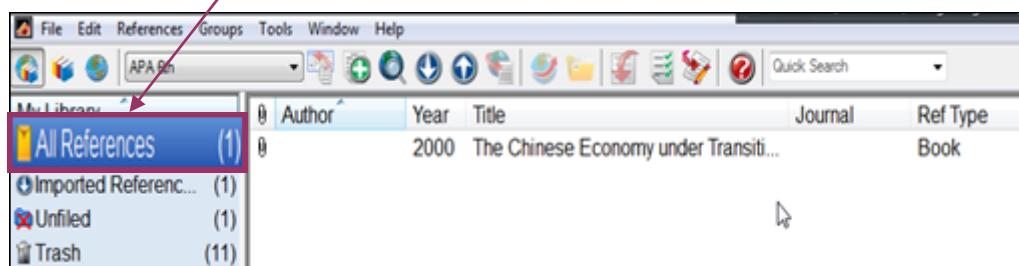 File Edit References Groups Tools Window Help
APA 6th Quick Search
My Library Author Year Title Journal Ref Type
All References (1) 2000 The Chinese Economy under Transiti... Book
Imported Referenc... (1)
Unfiled (1)
Trash (11)